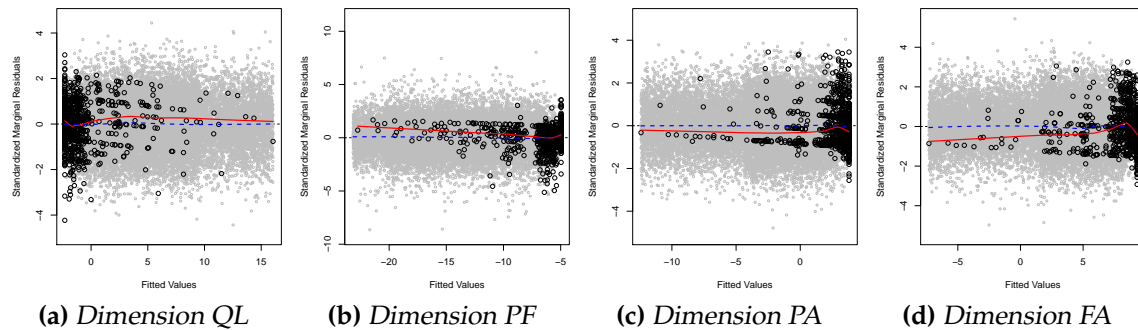 Standardized Marginal Residuals
4
2
0
−2
−4
0
5
10
15
Fitted Values
(a) Dimension QL
Standardized Marginal Residuals
10
5
0
−5
−10
−20
−15
−10
−5
Fitted Values
(b) Dimension PF
Standardized Marginal Residuals
4
2
0
−2
−4
−10
−5
0
Fitted Values
(c) Dimension PA
Standardized Marginal Residuals
4
2
0
−2
−4
−5
0
5
Fitted Values
(d) Dimension FA